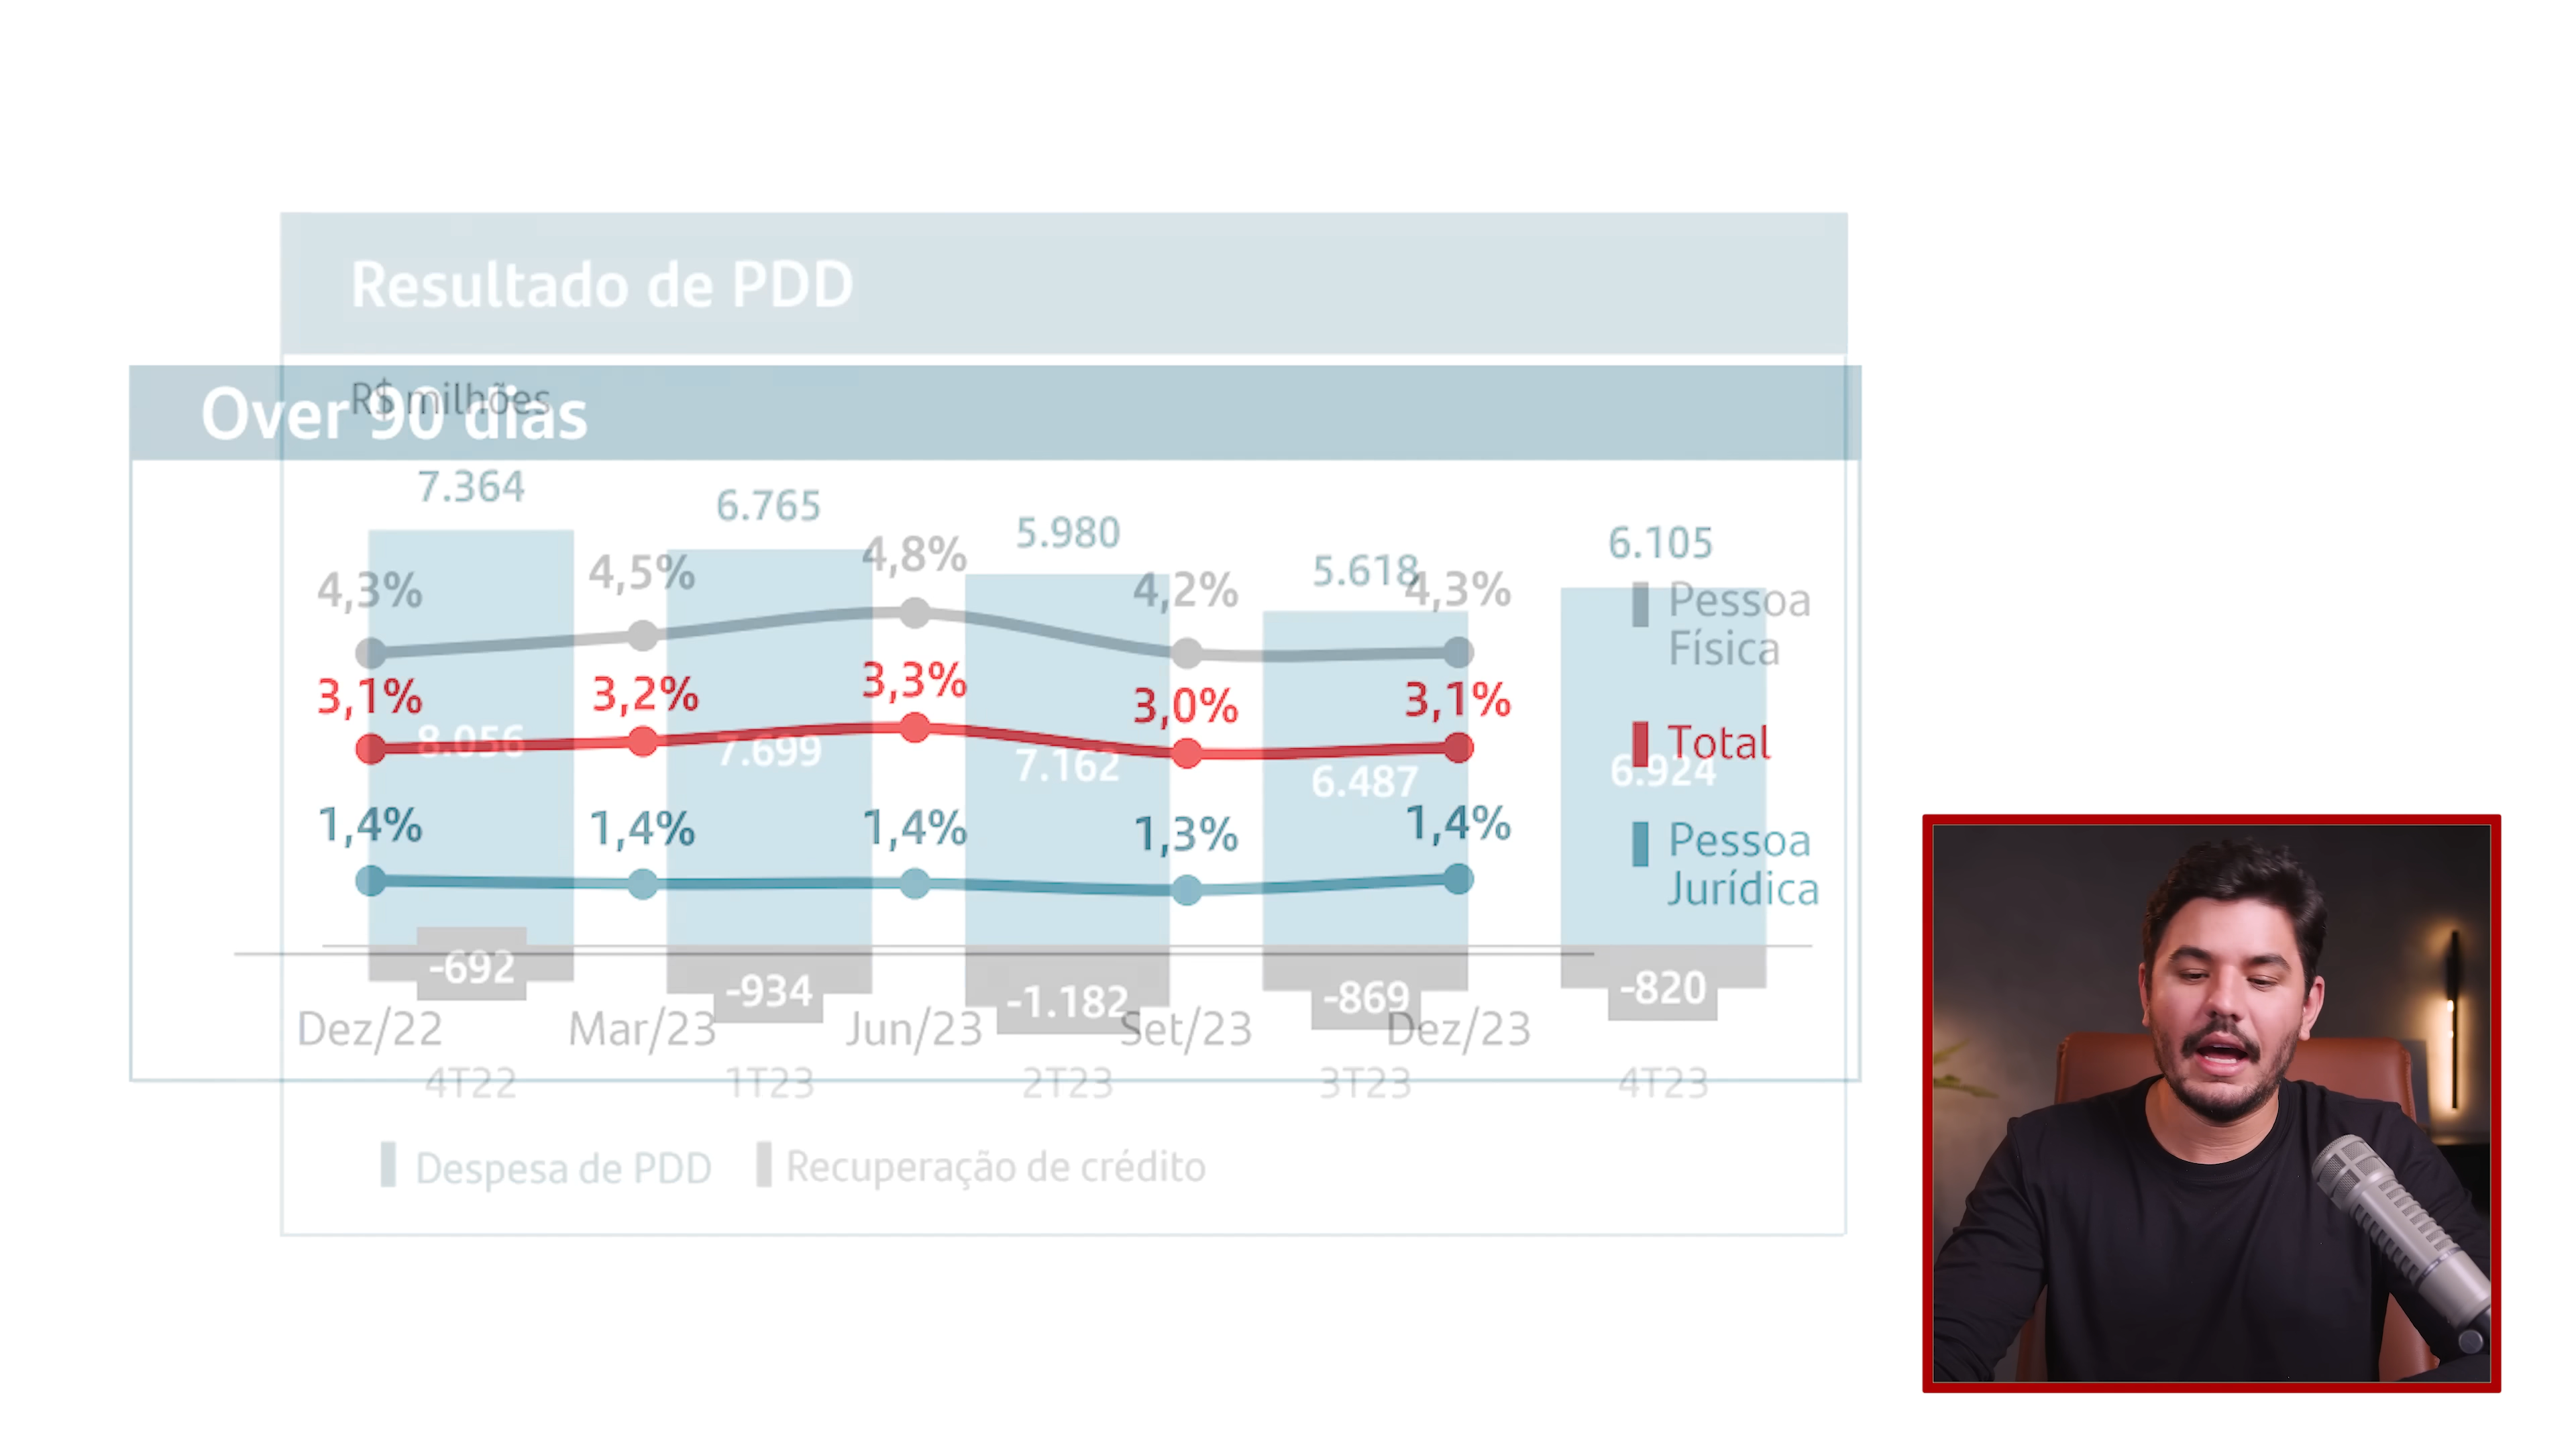 Resultado de PDD
R$ milhões
Over 90 dias
7.364
6.765
5.980
5.618
6.105
4,3%
4,5%
4,8%
4,2%
4,3%
Pessoa
Física
3,1%
3,2%
3,3%
3,0%
3,1%
Total
8.056
7.699
7.162
6.487
6.924
1,4%
1,4%
1,4%
1,3%
1,4%
Pessoa
Jurídica
-692
-934
-1.182
-869
-820
Dez/22
Mar/23
Jun/23
Set/23
Dez/23
4T22
1T23
2T23
3T23
4T23
Despesa de PDD
Recuperação de crédito